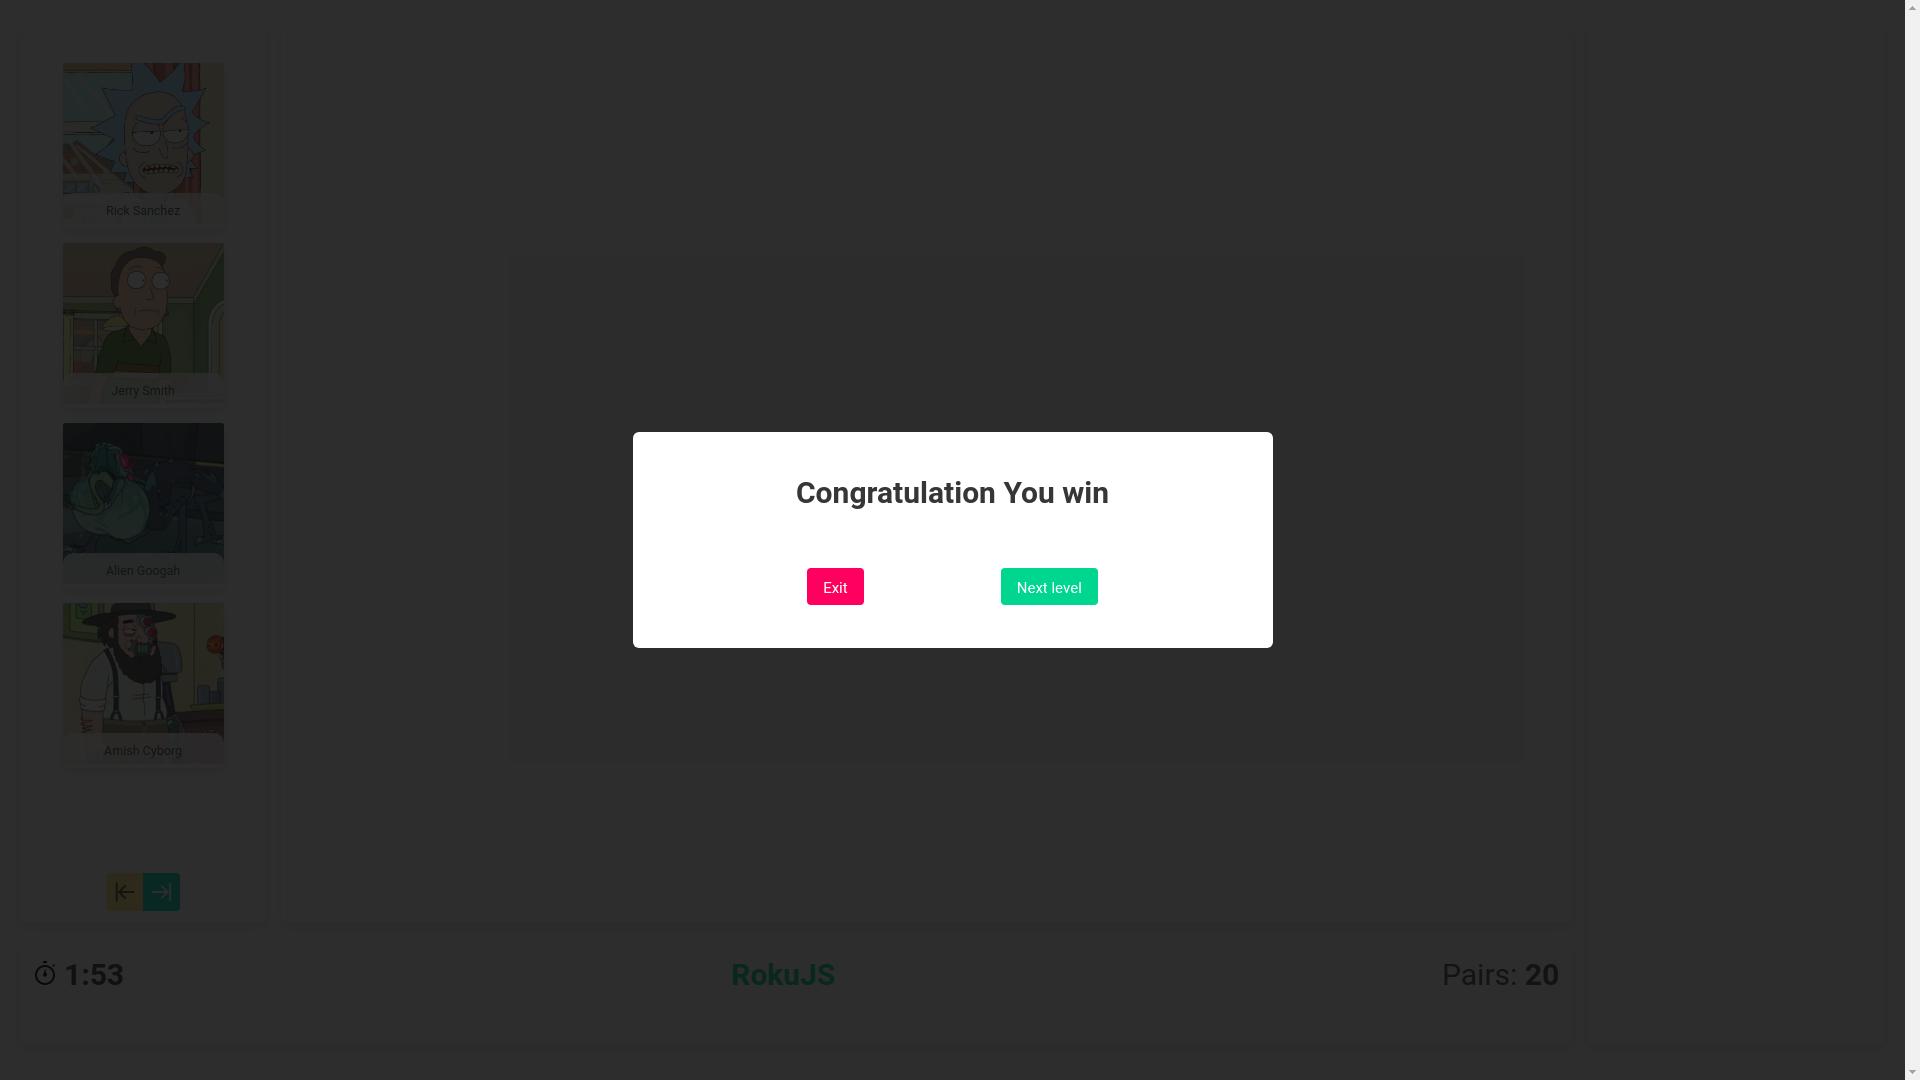 Rick Sanchez
Jerry Smith
Alien Googah
Amish Cyborg
Congratulation You win
Exit
Next level
1:53
RokuJS
Pairs: 20